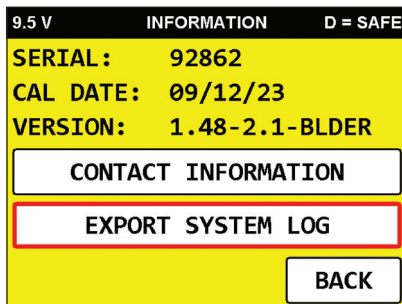 9.5 V INFORMATION D = SAFE
SERIAL: 92862
CAL DATE: 09/12/23
VERSION: 1.48-2.1-BLDER
CONTACT INFORMATION
EXPORT SYSTEM LOG
BACK